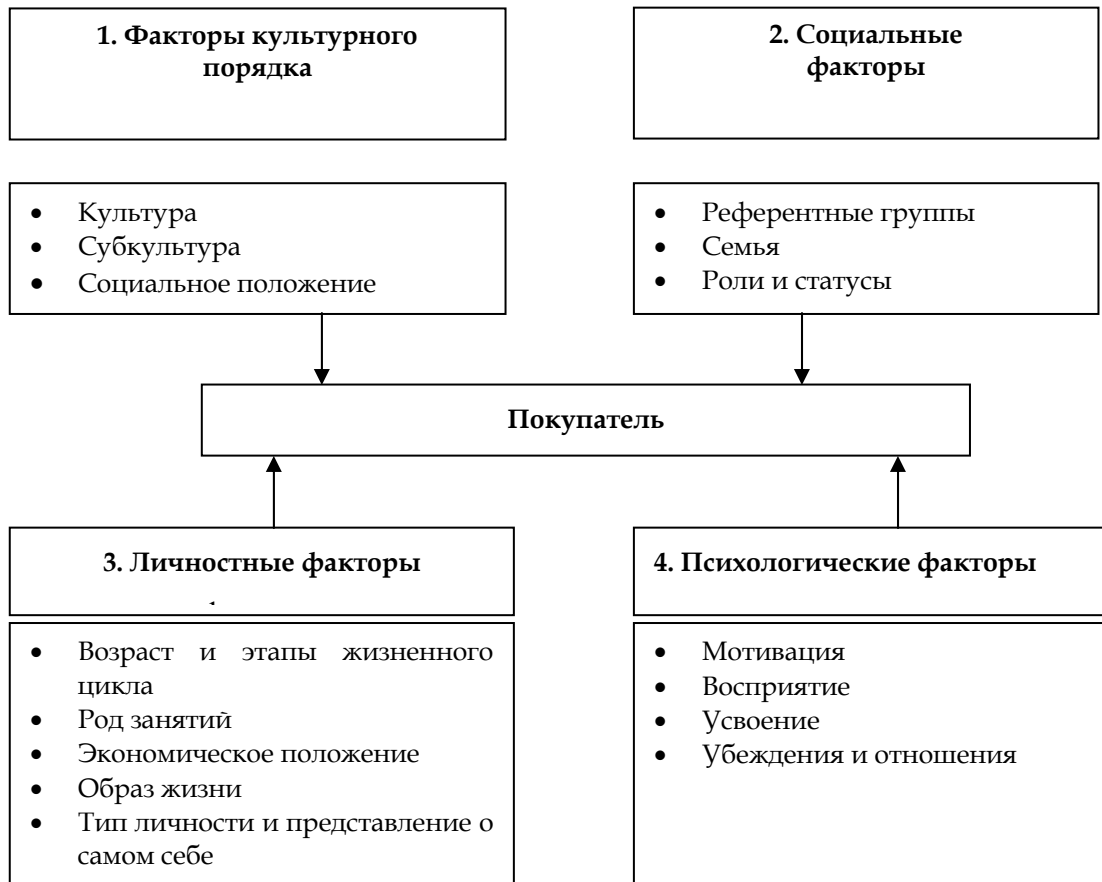 1. Факторы культурного
порядка
2. Социальные
факторы
• Культура
• Субкультура
• Социальное положение
• Референтные группы
• Семья
• Роли и статусы
Покупатель
3. Личностные факторы
4. Психологические факторы
• Возраст и этапы жизненного
цикла
• Род занятий
• Экономическое положение
• Образ жизни
• Тип личности и представление о
самом себе
• Мотивация
• Восприятие
• Усвоение
• Убеждения и отношения